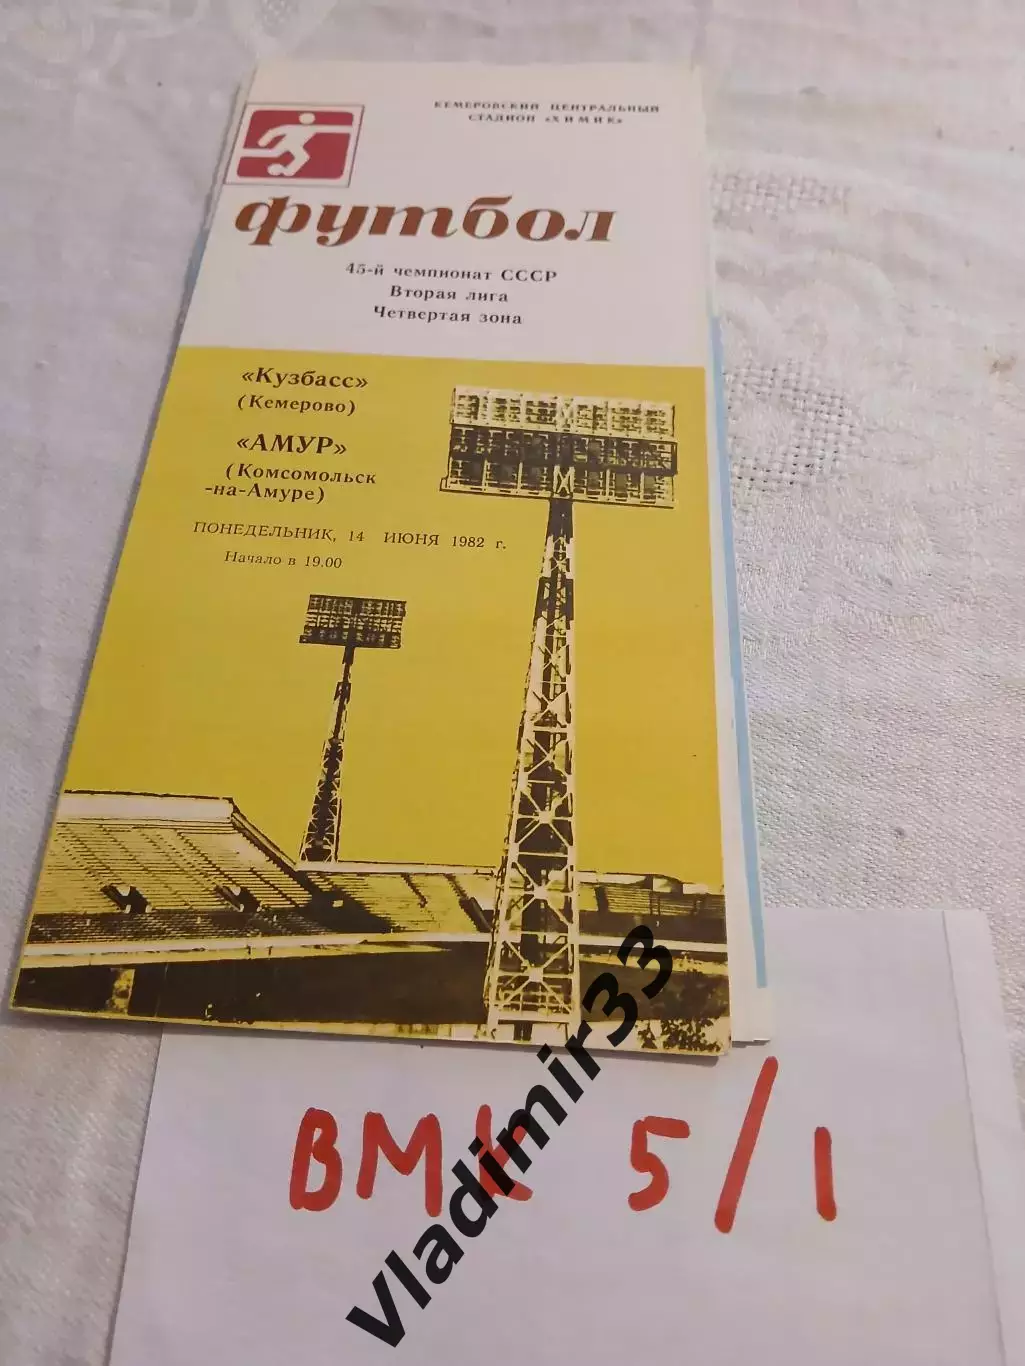 КЕМЕРОВСКИЙ ЦЕНТРАЛЬНЫЙ
СТАДИОН «ХИМИК»
футбол
45-й чемпионат СССР
Вторая лига
Четвертая зона
«Кузбасс»
(Кемерово)
«АМУР»
(Комсомольск
-на-Амуре)
ПОНЕДЕЛЬНИК, 14 ИЮНЯ 1982 г.
Начало в 19.00
ВМК 5/1
Vladimir33